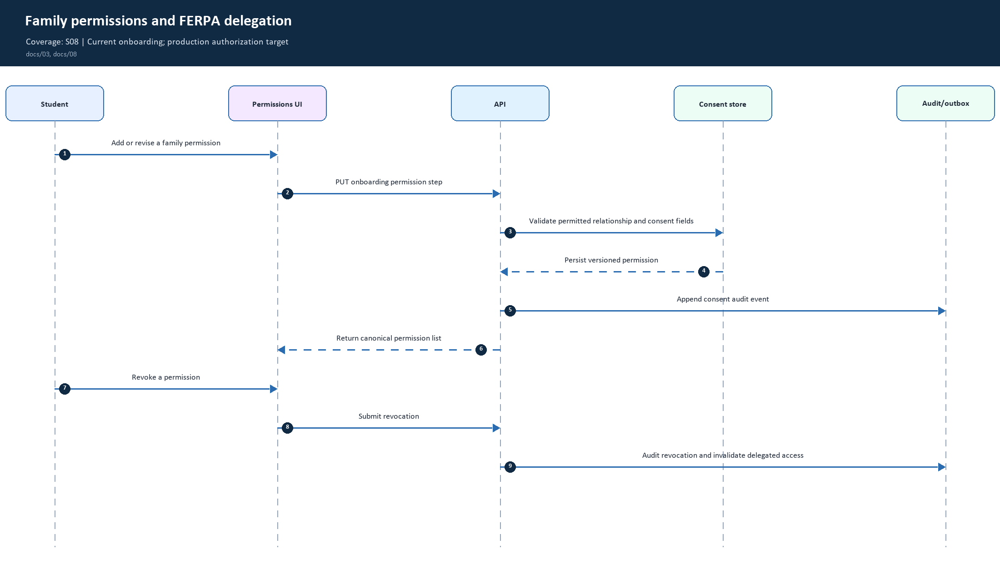 Family permissions and FERPA delegation
Coverage: S08 | Current onboarding; production authorization target
docs/03, docs/08
Student
Permissions UI
API
Consent store
Audit/outbox
Add or revise a family permission
1
PUT onboarding permission step
2
Validate permitted relationship and consent fields
3
Persist versioned permission
4
Append consent audit event
5
Return canonical permission list
6
Revoke a permission
7
Submit revocation
8
Audit revocation and invalidate delegated access
9